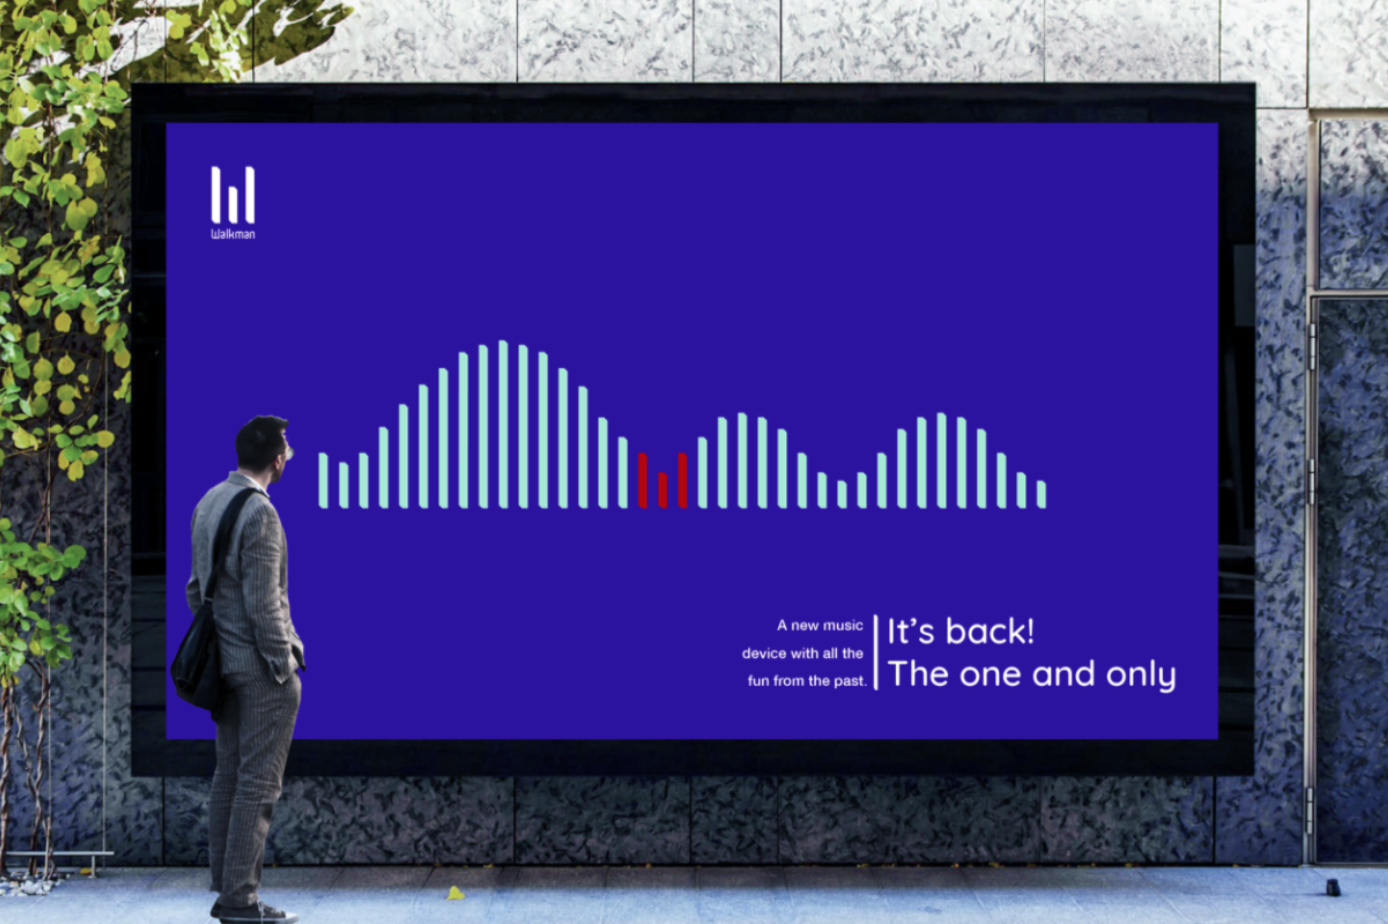 Walkman
A new music
device with all the
fun from the past.
It's back!
The one and only